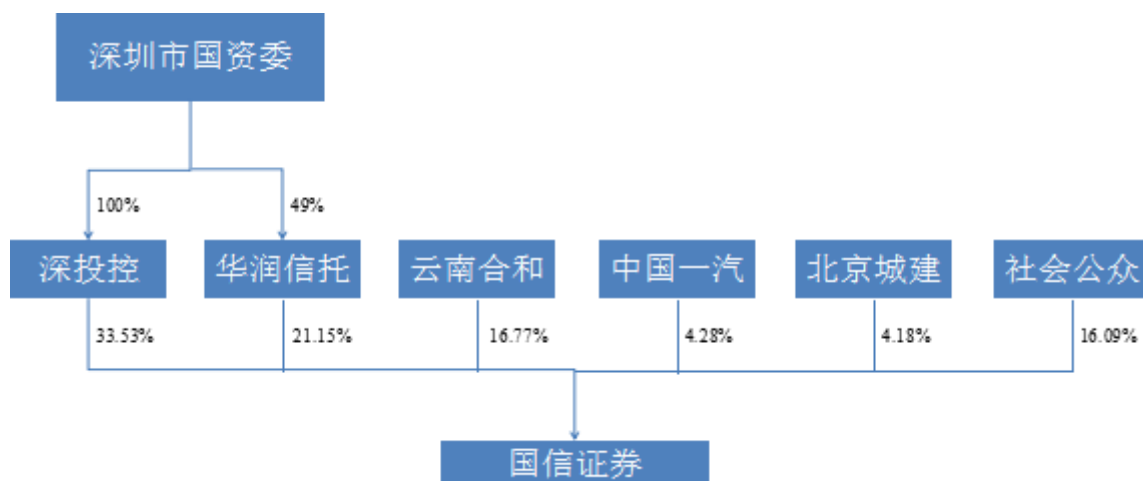 深圳市国资委
100%
49%
深投控
华润信托
云南合和
中国一汽
北京城建
社会公众
33.53%
21.15%
16.77%
4.28%
4.18%
16.09%
国信证券